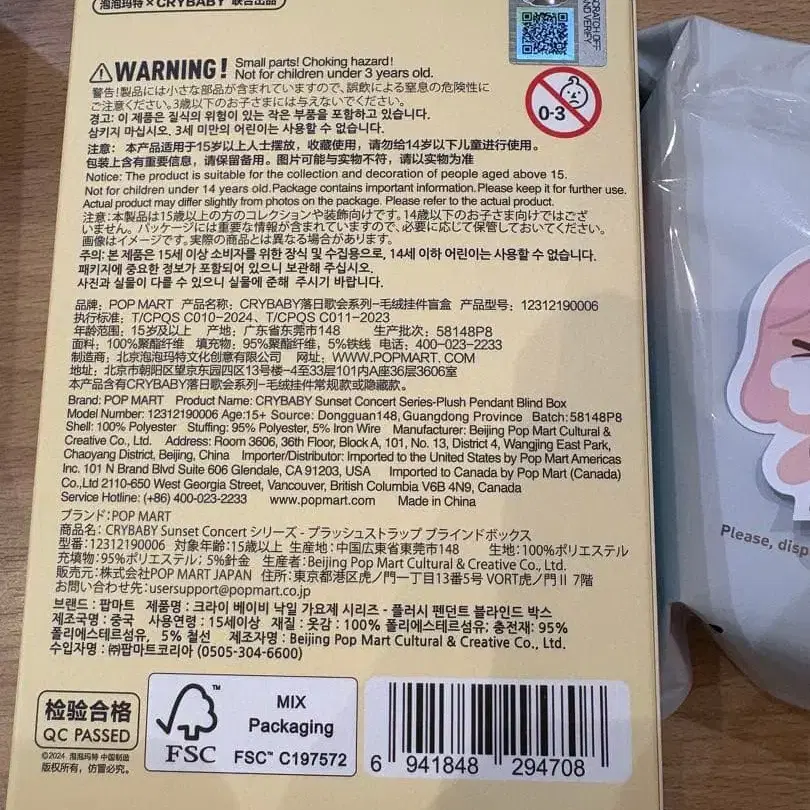 泡泡玛特×CRYBABY 联合出品
SCRATCH OFF
AND VERIFY
WARNING! Small parts! Choking hazard!
Not for children under 3 years old.
警告!製品には小さな部品が含まれていますので、誤飲による窒息の危険性に
ご注意ください。3歳以下のお子さまには与えないでください。
경고: 이 제품은 질식의 위험이 있는 작은 부품을 포함하고 있습니다.
삼키지 마십시오. 3세 미만의 어린이는 사용할 수 없습니다.
0-3
注意: 本产品适用于15岁以上人士摆放，收藏使用，请勿给14岁以下儿童进行使用。
包装上含有重要信息，请保留备用。图片可能与实物不符，请以实物为准
Notice: The product is suitable for the collection and decoration of people aged above 15.
Not for children under 14 years old.Package contains important information.Please keep it for further use.
Actual product may differ slightly from photos on the package. Please refer to the actual product.
注意:本製品は15歳以上の方のコレクションや装飾向けです。14歳以下のお子さま向けではござ
いません。パッケージには重要な情報が含まれていますので、必要に応じて保管しておいてください。
画像はイメージです。実際の商品とは異なる場合があります。
주의: 본 제품은 15세 이상 소비자를 위한 장식 및 수집용으로, 14세 이하 어린이는 사용할 수 없습니다.
패키지에 중요한 정보가 포함되어 있으니 보관해 주십시오.
사진과 실물이 다를 수 있으니 실물에 준해 주시기 바랍니다.
品牌: POP MART 产品名称: CRYBABY落日歌会系列-毛绒挂件盲盒 产品型号: 12312190006
执行标准: T/CPQS C010-2024、T/CPQS C011-2023
年龄范围: 15岁及以上 产地: 广东省东莞市148 生产批次: 58148P8
面料: 100%聚酯纤维 填充物: 95%聚酯纤维, 5%铁线 电话: 400-023-2233
制造商: 北京泡泡玛特文化创意有限公司 网址: WWW.POPMART. COM
地址: 北京市朝阳区望京东园四区13号楼-4至33层101内A座36层3606室
本产品含有CRYBABY落日歌会系列-毛绒挂件常规款或隐藏款。
Brand: POP MART Product Name: CRYBABY Sunset Concert Series-Plush Pendant Blind Box
Model Number: 12312190006 Age:15+ Source: Dongguan148, Guangdong Province Batch:58148P8
Shell: 100% Polyester Stuffing: 95% Polyester, 5% Iron Wire Manufacturer: Beijing Pop Mart Cultural &
Creative Co., Ltd. Address: Room 3606, 36th Floor, Block A, 101, No. 13, District 4, Wangjing East Park,
Chaoyang District, Beijing, China Importer/Distributor: Imported to the United States by Pop Mart Americas
Inc. 101 N Brand Blvd Suite 606 Glendale, CA 91203, USA Imported to Canada by Pop Mart (Canada)
Co.,Ltd 2110-650 West Georgia Street, Vancouver, British Columbia V6B 4N9, Canada
Service Hotline: (+86) 400-023-2233 www.popmart.com Made in China
ブランド:POP MART
商品名: CRYBABY Sunset Concert シリーズ - プラッシュストラップ ブラインドボックス
型番:12312190006 対象年齢:15歳以上 生産地:中国広東省東莞市148 生地:100%ポリエステル
充填物:95%ポリエステル; 5%針金 生産者:Beijing Pop Mart Cultural & Creative Co., Ltd.
販売元:株式会社POP MART JAPAN 住所:東京都港区虎ノ門一丁目13番5号 VORT虎ノ門II 7階
お問い合わせ先:usersupport@popmart.co.jp
브랜드 : 팝마트 제품명 : 크라이 베이비 낙일 가요제 시리즈 - 플러시 펜던트 블라인드 박스
제조국명 : 중국 사용연령 : 15세이상 재질 : 옷감 : 100% 폴리에스테르섬유; 충전재: 95%
폴리에스테르섬유, 5% 철선 제조자명 : Beijing Pop Mart Cultural & Creative Co., Ltd.
수입자명 : ㈜팝마트코리아 (0505-304-6600)
检验合格
QC PASSED
©2024 泡泡玛特 中国制造
版权所有，仿冒必究。
FSC
MIX
Packaging
FSC™ C197572
6 941848 294708
Please, disp